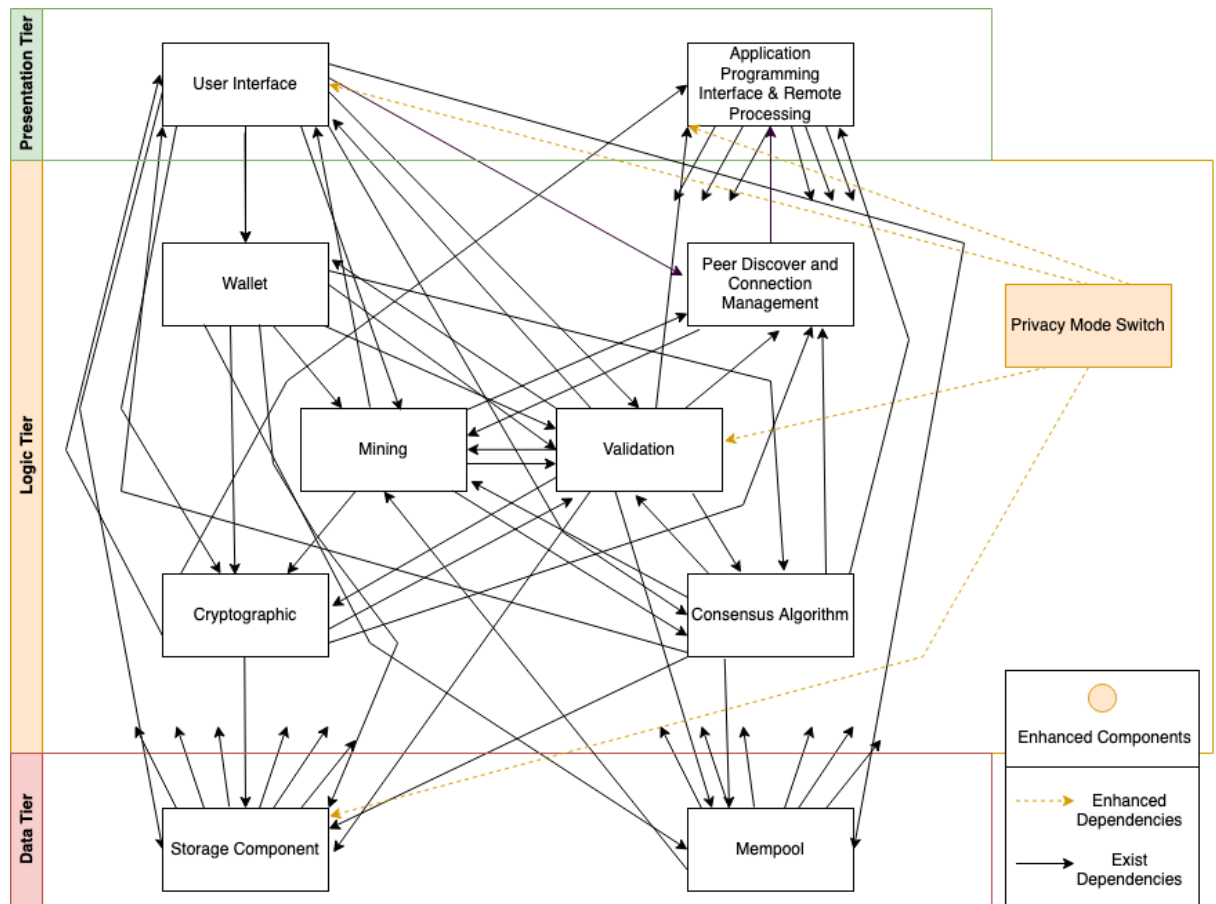 Presentation Tier
User Interface
Application
Programming
Interface & Remote
Processing
Logic Tier
Wallet
Peer Discover and
Connection
Management
Privacy Mode Switch
Mining
Validation
Cryptographic
Consensus Algorithm
Data Tier
Storage Component
Mempool
Enhanced Components
Enhanced
Dependencies
Exist
Dependencies